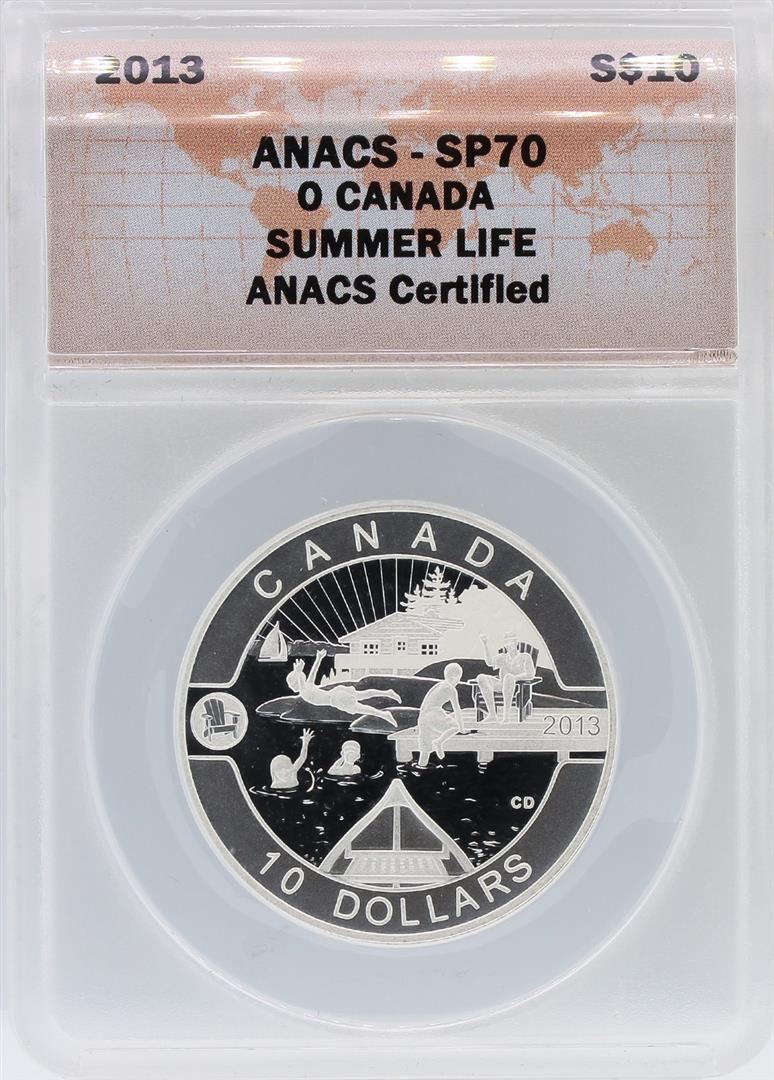 2013 S$10
ANACS - SP70
O CANADA
SUMMER LIFE
ANACS Certified
CANADA
2013
CD
10 DOLLARS